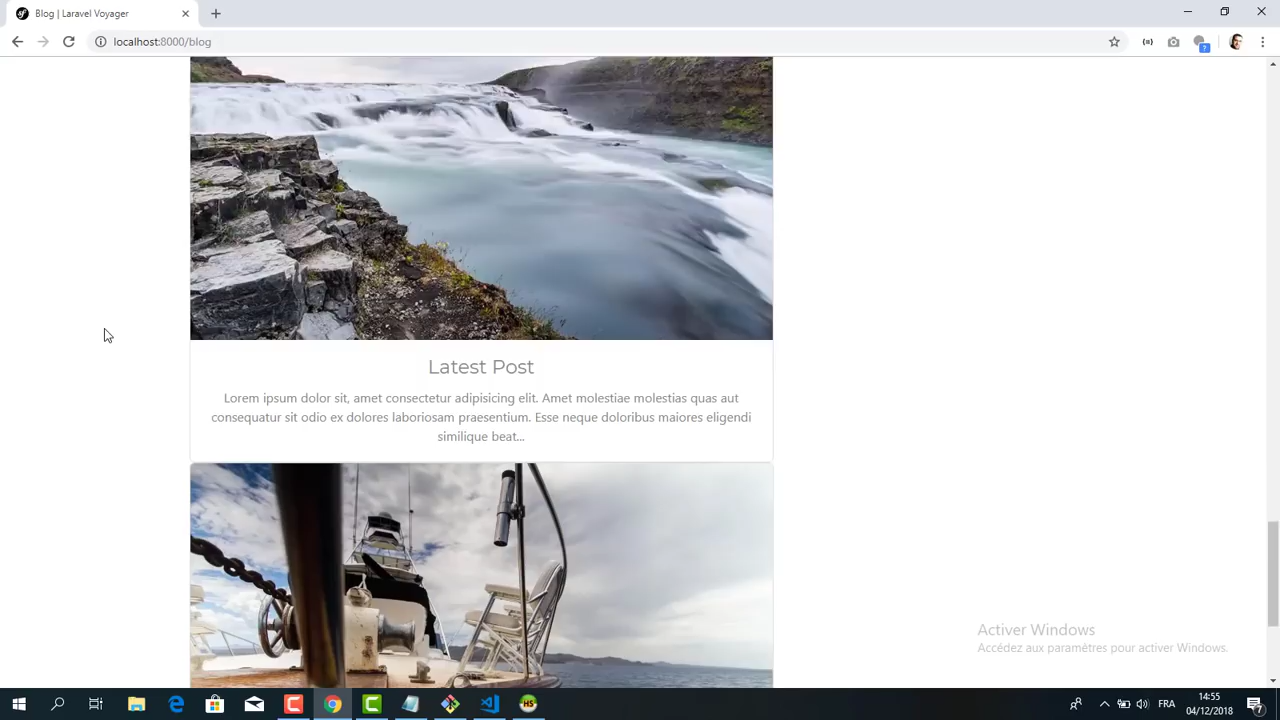 Blog | Laravel Voyager
localhost:8000/blog
Latest Post
Lorem ipsum dolor sit, amet consectetur adipisicing elit. Amet molestiae molestias quas aut
consequatur sit odio ex dolores laboriosam praesentium. Esse neque doloribus maiores eligendi
similique beat...
Activer Windows
Accédez aux paramètres pour activer Windows.
FRA
14:55
04/12/2018